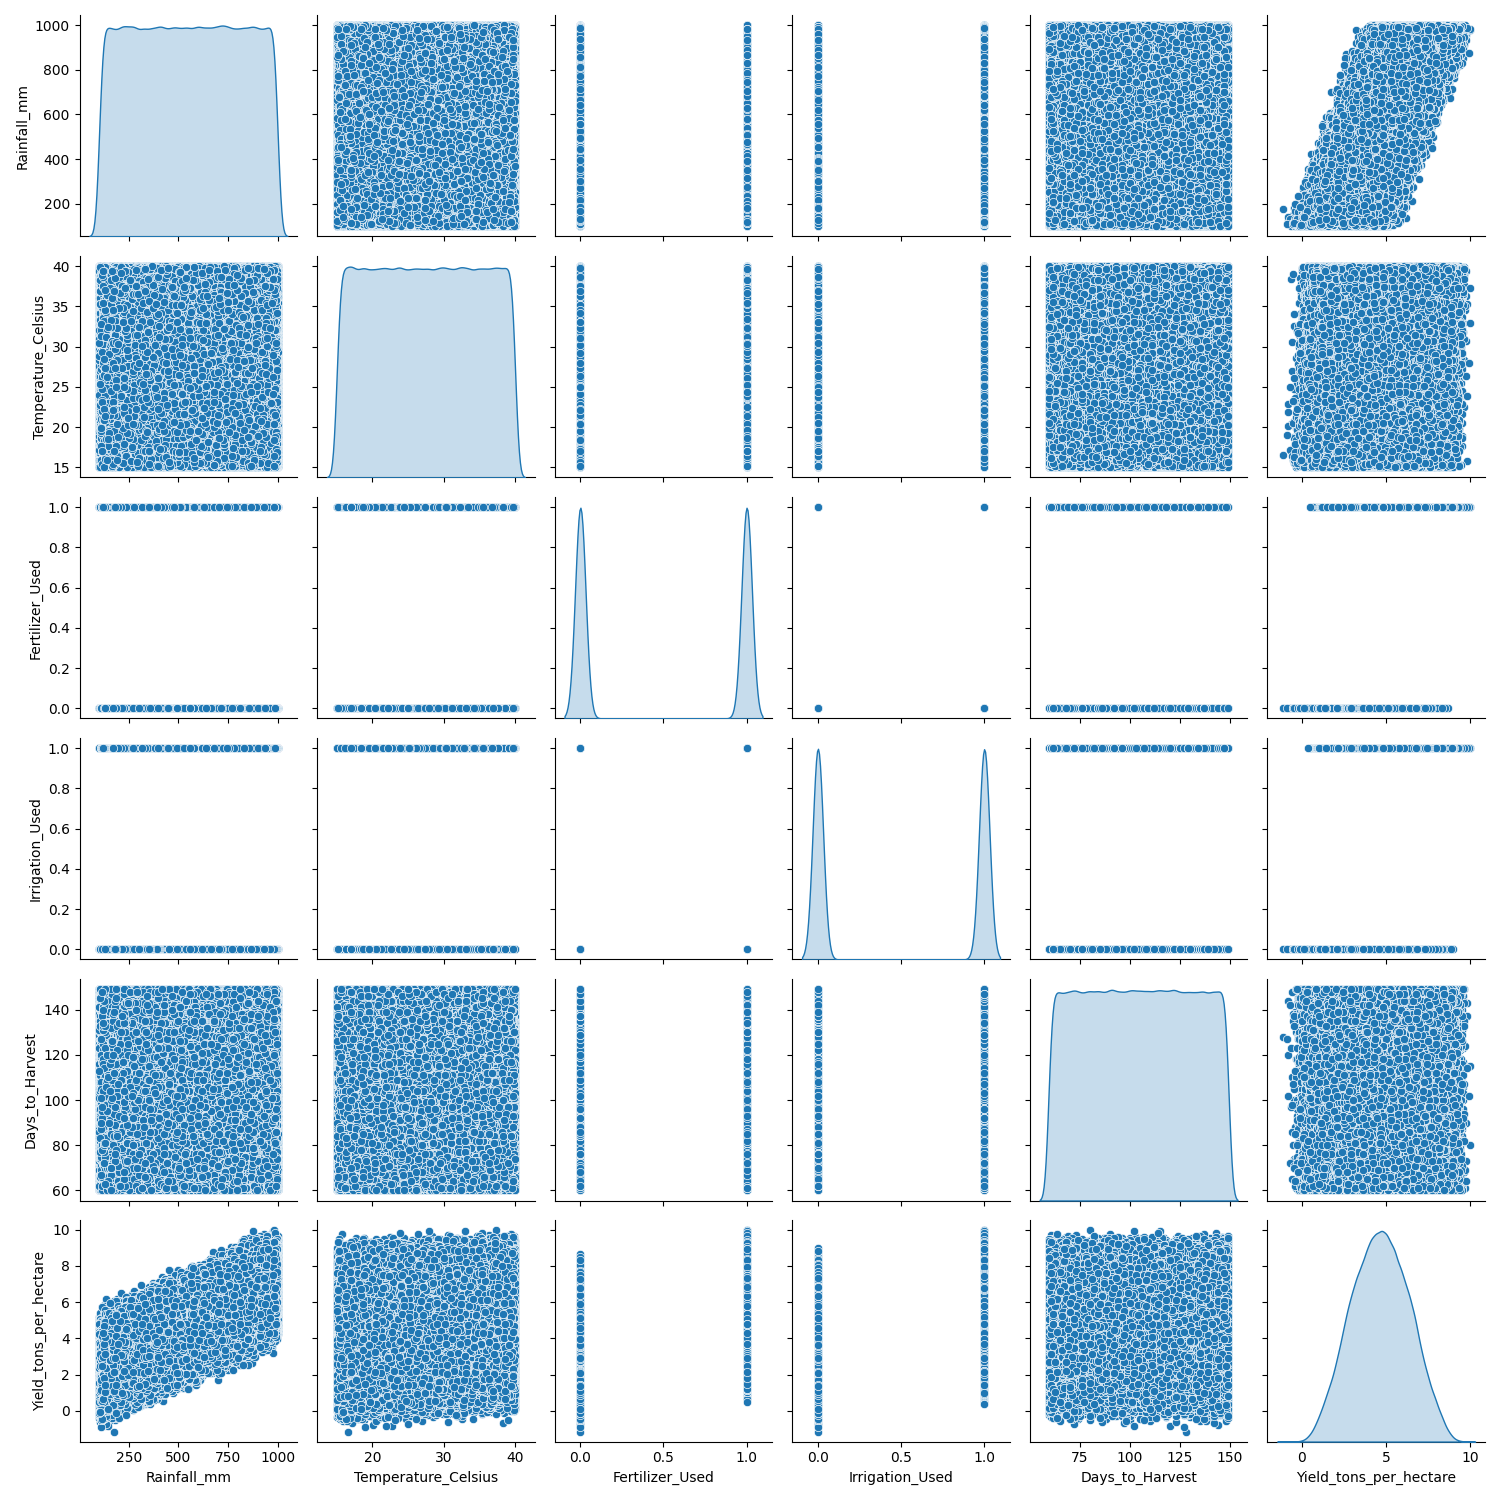 1000
800
600
400
200
Rainfall_mm
40
35
30
25
20
15
Temperature_Celsius
1.0
0.8
0.6
0.4
0.2
0.0
Fertilizer_Used
1.0
0.8
0.6
0.4
0.2
0.0
Irrigation_Used
140
120
100
80
60
Days_to_Harvest
10
8
6
4
2
0
Yield_tons_per_hectare
250 500 750 1000
Rainfall_mm
20 30 40
Temperature_Celsius
0.0 0.5 1.0
Fertilizer_Used
0.0 0.5 1.0
Irrigation_Used
75 100 125 150
Days_to_Harvest
0 5 10
Yield_tons_per_hectare